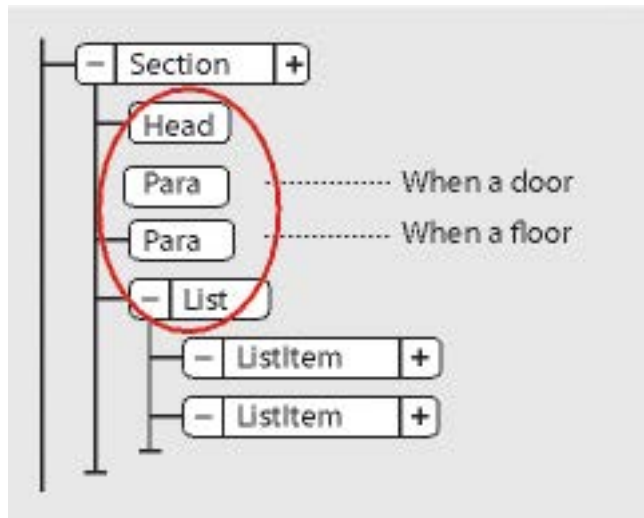 − Section +
Head
Para When a door
Para When a floor
− List
− ListItem +
− ListItem +